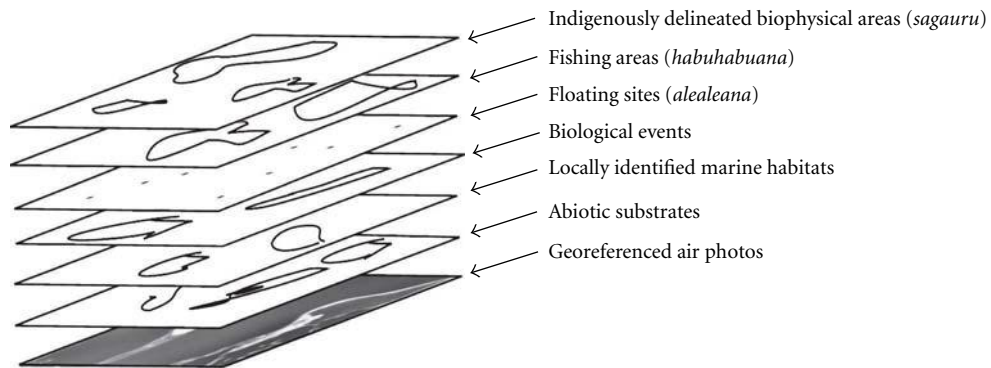 Indigenously delineated biophysical areas (sagauru)
Fishing areas (habuhabuana)
Floating sites (alealeana)
Biological events
Locally identified marine habitats
Abiotic substrates
Georeferenced air photos